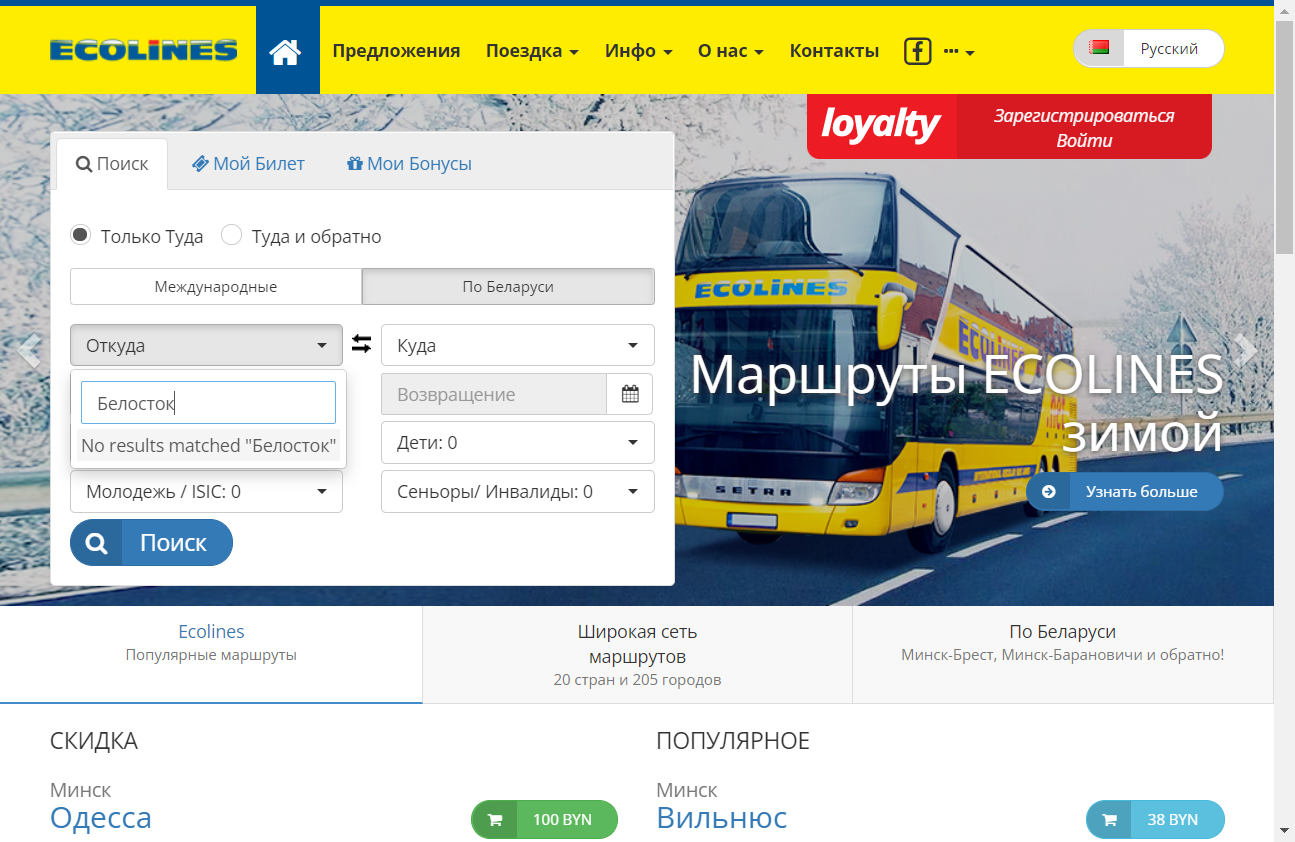 ECOLINES
Предложения
Поездка
Инфо
О нас
Контакты
Русский
loyalty
Зарегистрироваться
Войти
Поиск
Мой Билет
Мои Бонусы
Только Туда
Туда и обратно
Международные
По Беларуси
Откуда
Куда
Белосток
Возвращение
No results matched "Белосток"
Дети: 0
Молодежь / ISIC: 0
Сеньоры/ Инвалиды: 0
Поиск
ECOLINES
ECOLINES
SETRA
Маршруты ECOLINES
зимой
Узнать больше
Ecolines
Популярные маршруты
Широкая сеть
маршрутов
20 стран и 205 городов
По Беларуси
Минск-Брест, Минск-Барановичи и обратно!
СКИДКА
Минск
Одесса
100 BYN
ПОПУЛЯРНОЕ
Минск
Вильнюс
38 BYN